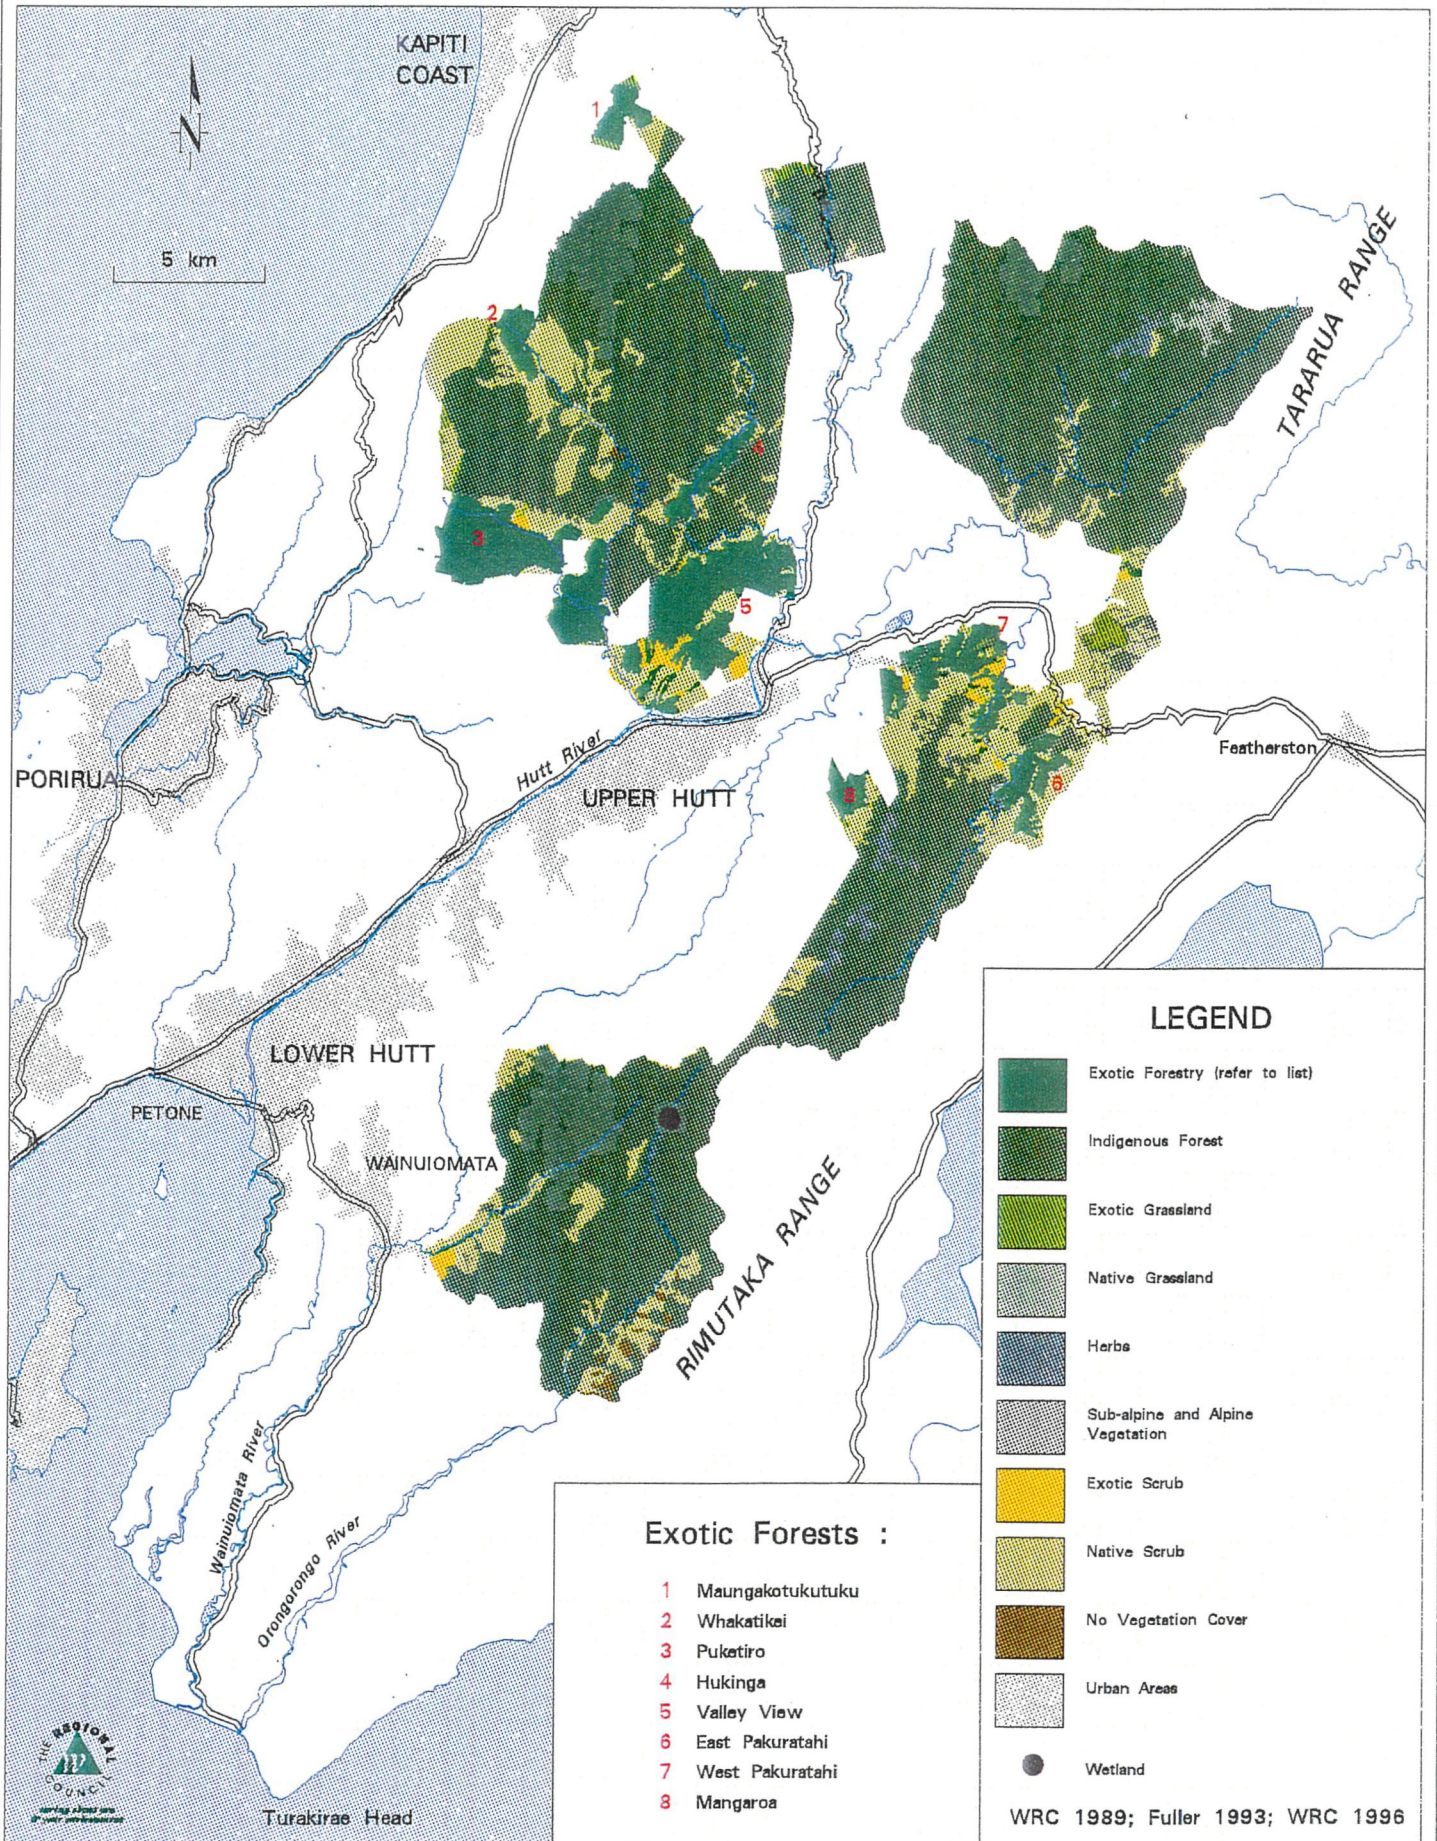 KAPITI
COAST
N
5 km
TARARUA RANGE
1
2
3
4
5
6
7
8
PORIRUA
Hutt River
UPPER HUTT
Featherston
LOWER HUTT
PETONE
WAINUIOMATA
RIMUTAKA RANGE
Wainuiomata River
Orongorongo River
Turakirae Head
THE REGIONAL
COUNCIL
Exotic Forests :
1 Maungakotukutuku
2 Whakatikei
3 Puketiro
4 Hukinga
5 Valley View
6 East Pakuratahi
7 West Pakuratahi
8 Mangaroa
LEGEND
Exotic Forestry (refer to list)
Indigenous Forest
Exotic Grassland
Native Grassland
Herbs
Sub-alpine and Alpine
Vegetation
Exotic Scrub
Native Scrub
No Vegetation Cover
Urban Areas
Wetland
WRC 1989; Fuller 1993; WRC 1996